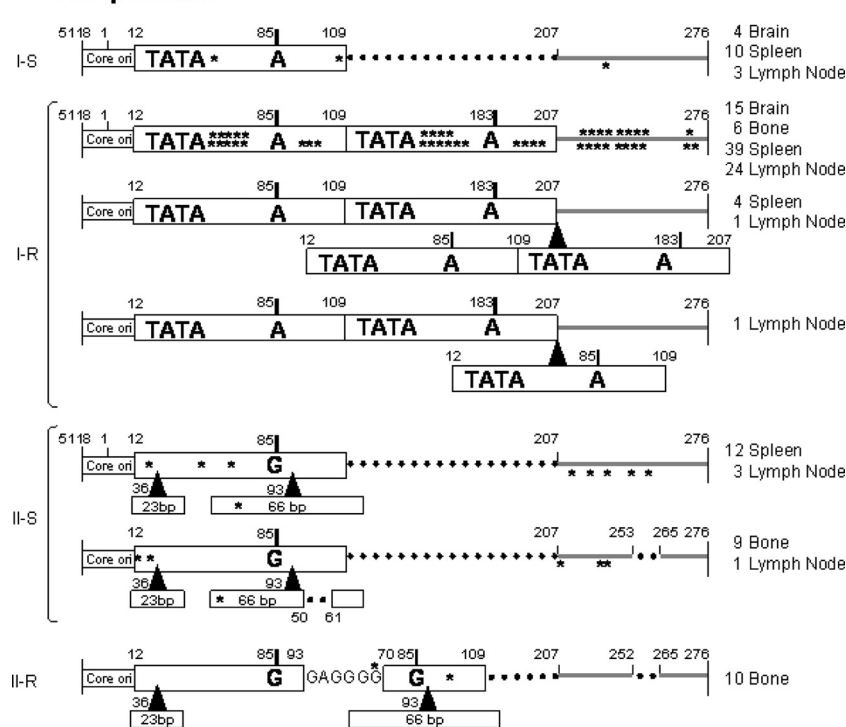 5118 1 12 85 109 207 276
I-S Core ori TATA* A * * 4 Brain
10 Spleen
3 Lymph Node
5118 1 12 85 109 183 207 276
I-R Core ori TATA ***** ***** A *** TATA **** ****** A **** **** **** * **** **** ** 15 Brain
6 Bone
39 Spleen
24 Lymph Node
12 85 109 183 207 276
Core ori TATA A TATA A 4 Spleen
1 Lymph Node
12 85 109 183 207
TATA A TATA A
12 85 109 183 207 276
Core ori TATA A TATA A 1 Lymph Node
12 85 109
TATA A
5118 1 12 85 207 276
II-S Core ori * * * G * * * * * 12 Spleen
3 Lymph Node
36 93
23bp * 66 bp
12 85 207 253 265 276
Core ori ** G * ** 9 Bone
1 Lymph Node
36 93
23bp * 66 bp
50 61
12 85 93 70 85 109 207 252 265 276
II-R Core ori G GAGGGG * G * 10 Bone
36 93
23bp 66 bp